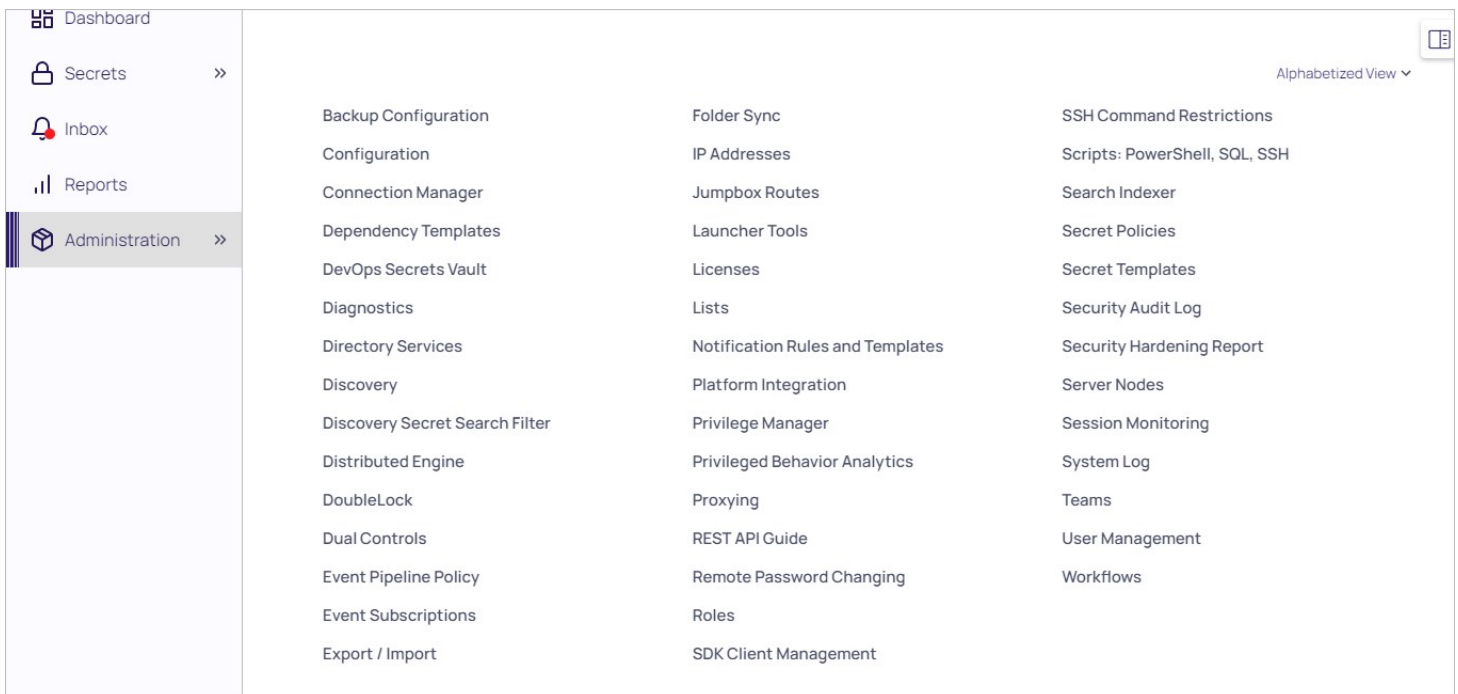 Dashboard
Secrets
Inbox
Reports
Administration
Alphabetized View
Backup Configuration
Configuration
Connection Manager
Dependency Templates
DevOps Secrets Vault
Diagnostics
Directory Services
Discovery
Discovery Secret Search Filter
Distributed Engine
DoubleLock
Dual Controls
Event Pipeline Policy
Event Subscriptions
Export / Import
Folder Sync
IP Addresses
Jumpbox Routes
Launcher Tools
Licenses
Lists
Notification Rules and Templates
Platform Integration
Privilege Manager
Privileged Behavior Analytics
Proxying
REST API Guide
Remote Password Changing
Roles
SDK Client Management
SSH Command Restrictions
Scripts: PowerShell, SQL, SSH
Search Indexer
Secret Policies
Secret Templates
Security Audit Log
Security Hardening Report
Server Nodes
Session Monitoring
System Log
Teams
User Management
Workflows